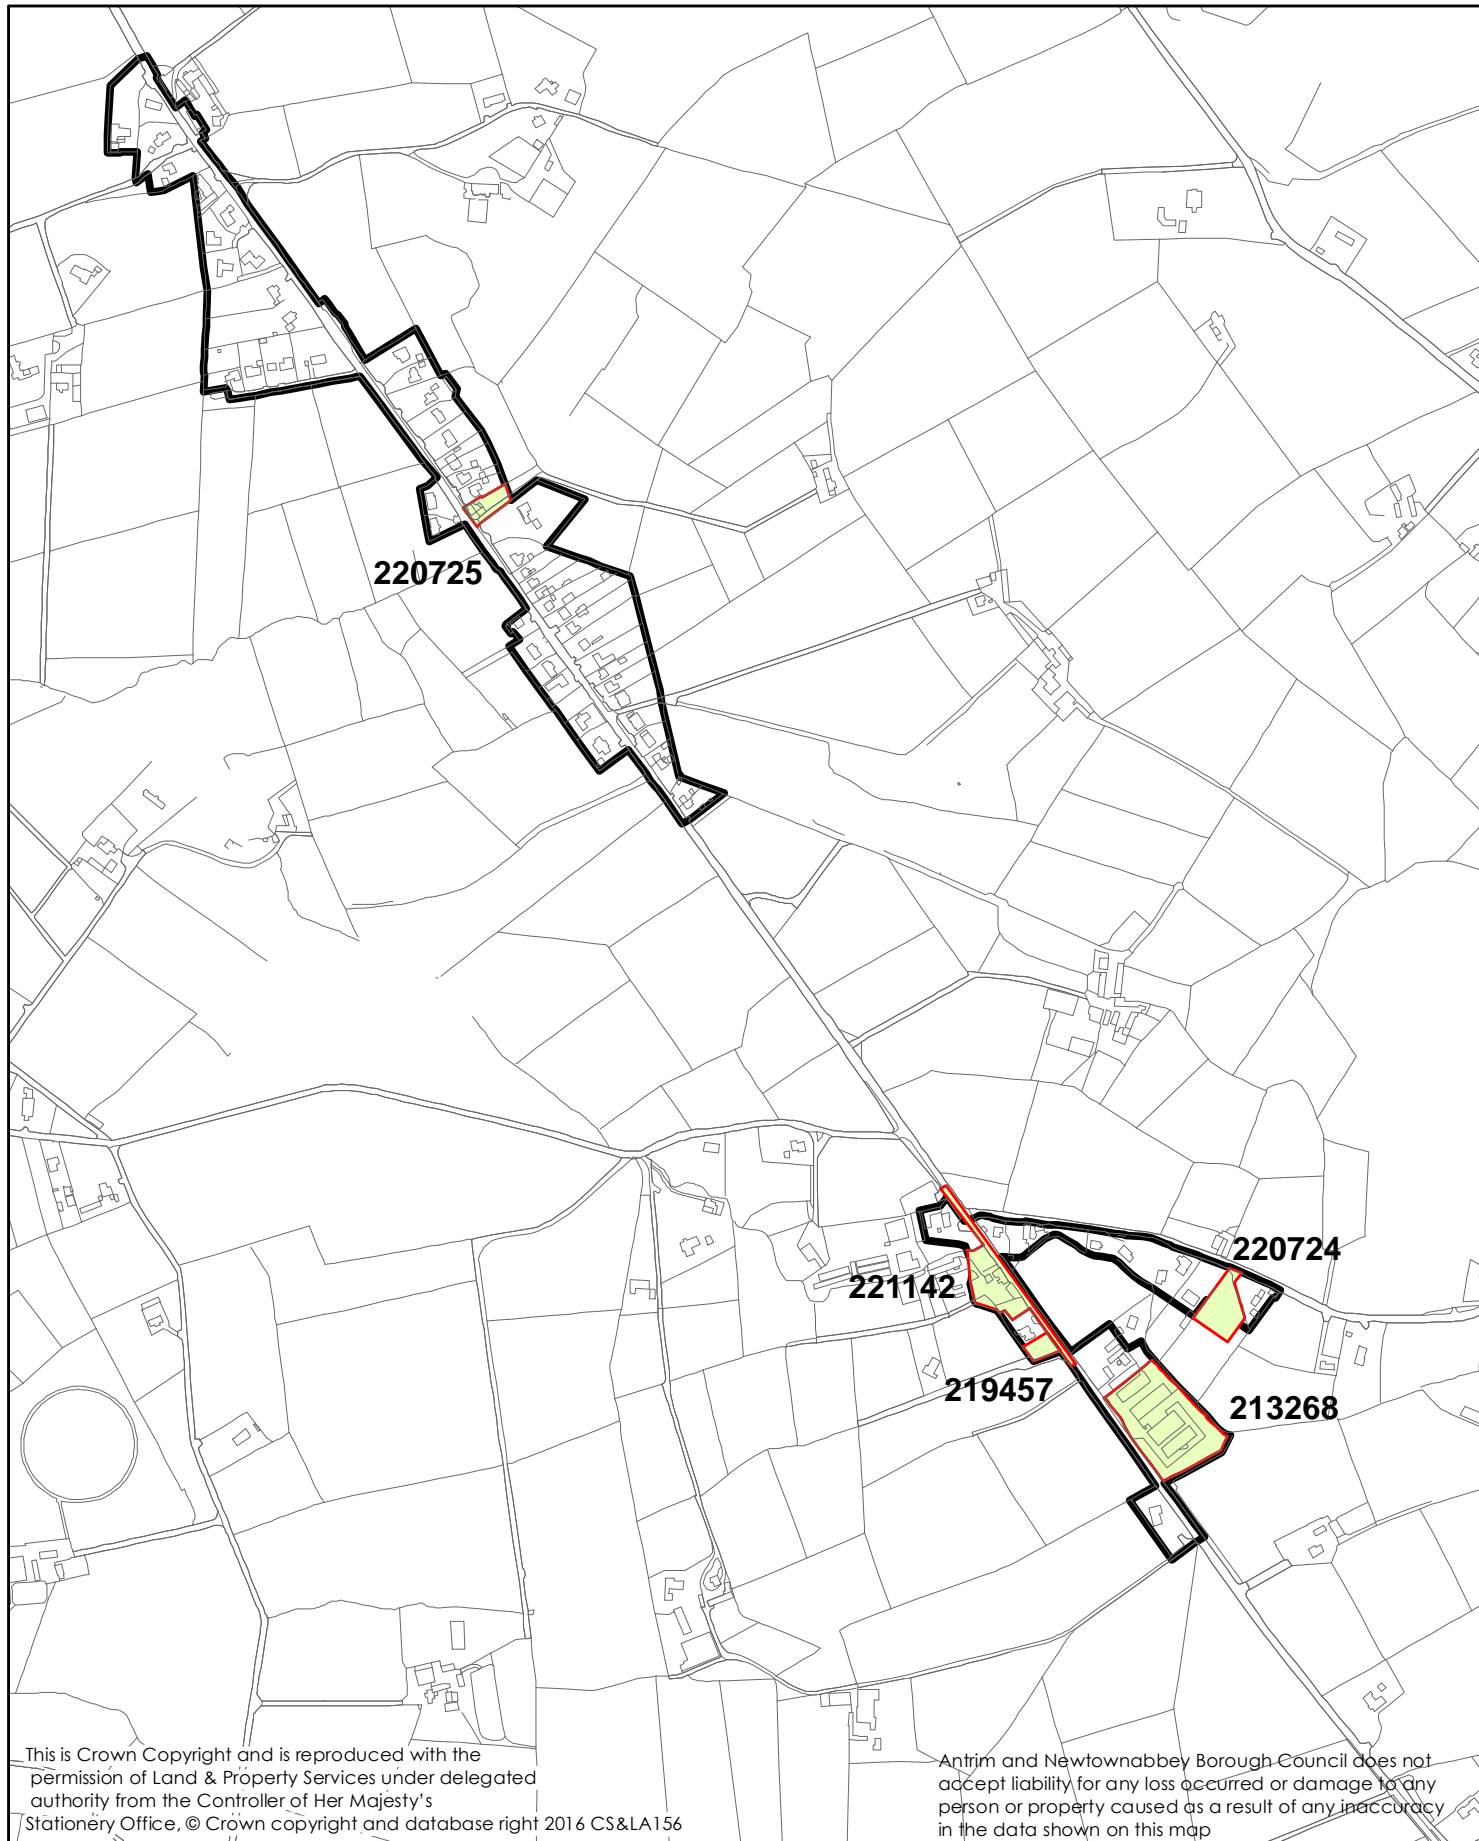 220725
220724
221142
219457
213268
This is Crown Copyright and is reproduced with the
permission of Land & Property Services under delegated
authority from the Controller of Her Majesty's
Stationery Office, © Crown copyright and database right 2016 CS&LA156
Antrim and Newtownabbey Borough Council does not
accept liability for any loss occurred or damage to any
person or property caused as a result of any inaccuracy
in the data shown on this map